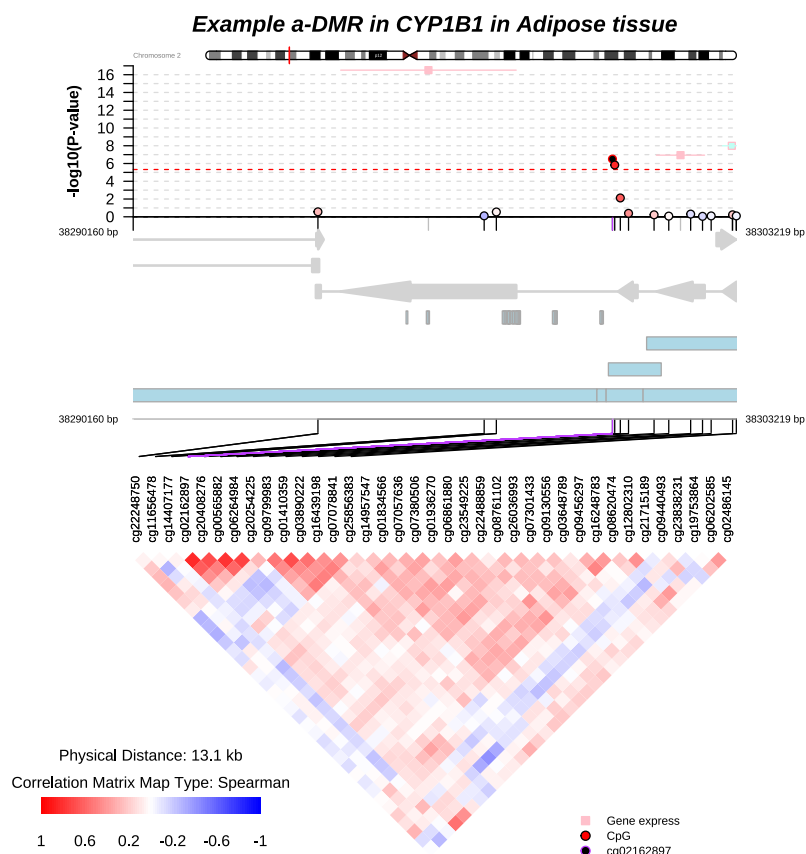 Example a-DMR in CYP1B1 in Adipose tissue
Chromosome 2
p12
-log10(P-value)
16
14
12
10
8
6
4
2
0
38290160 bp
38303219 bp
38290160 bp
38303219 bp
cg22248750
cg11656478
cg14407177
cg02162897
cg20408276
cg00565882
cg06264984
cg20254225
cg09799983
cg01410359
cg03890222
cg16439198
cg07078841
cg25856383
cg14957547
cg01834566
cg07057636
cg07380506
cg01936270
cg06861880
cg23549225
cg22488859
cg08761102
cg26036993
cg07301433
cg09130556
cg03648789
cg09456297
cg16248783
cg08620474
cg12802310
cg21715189
cg09440493
cg23838231
cg19753864
cg06202585
cg02486145
Physical Distance: 13.1 kb
Correlation Matrix Map Type: Spearman
1 0.6 0.2 -0.2 -0.6 -1
Gene express
CpG
cg02162897